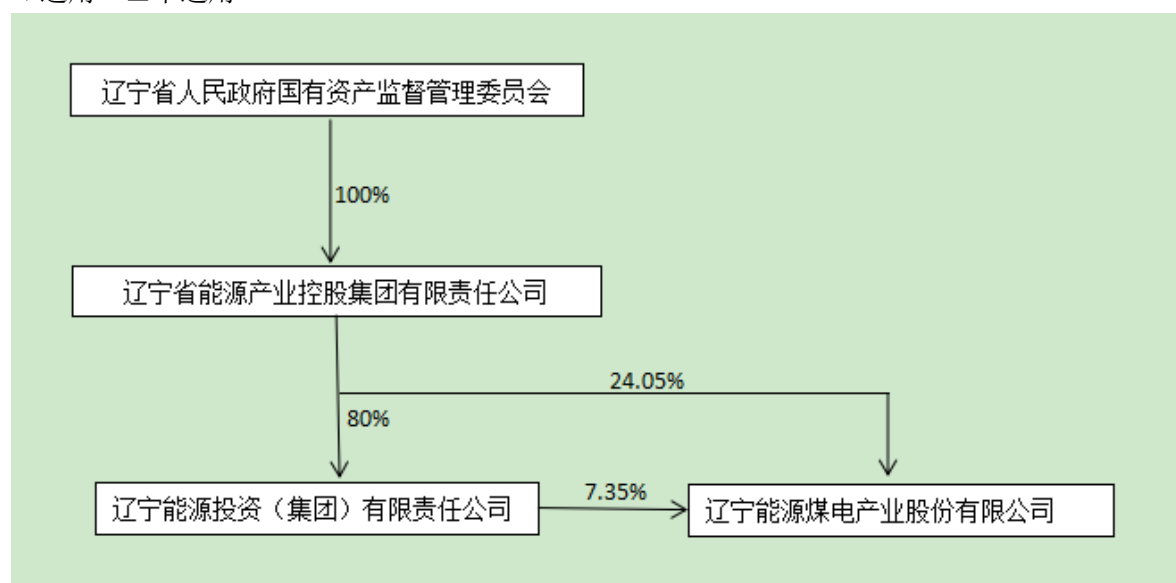 辽宁省人民政府国有资产监督管理委员会
100%
辽宁省能源产业控股集团有限责任公司
24.05%
80%
辽宁能源投资（集团）有限责任公司
7.35%
辽宁能源煤电产业股份有限公司